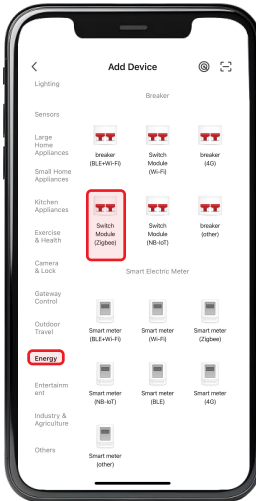 Add Device
Lighting
Sensors
Large
Home
Appliances
Small Home
Appliances
Kitchen
Appliances
Exercise
& Health
Camera
& Lock
Gateway
Control
Outdoor
Travel
Energy
Entertainm
ent
Industry &
Agriculture
Others
Breaker
breaker
(BLE+Wi-Fi)
Switch
Module
(Wi-Fi)
breaker
(4G)
Switch
Module
(Zigbee)
Switch
Module
(NB-IoT)
breaker
(other)
Smart Electric Meter
Smart meter
(BLE+Wi-Fi)
Smart meter
(Wi-Fi)
Smart meter
(Zigbee)
Smart meter
(NB-IoT)
Smart meter
(BLE)
Smart meter
(4G)
Smart meter
(other)